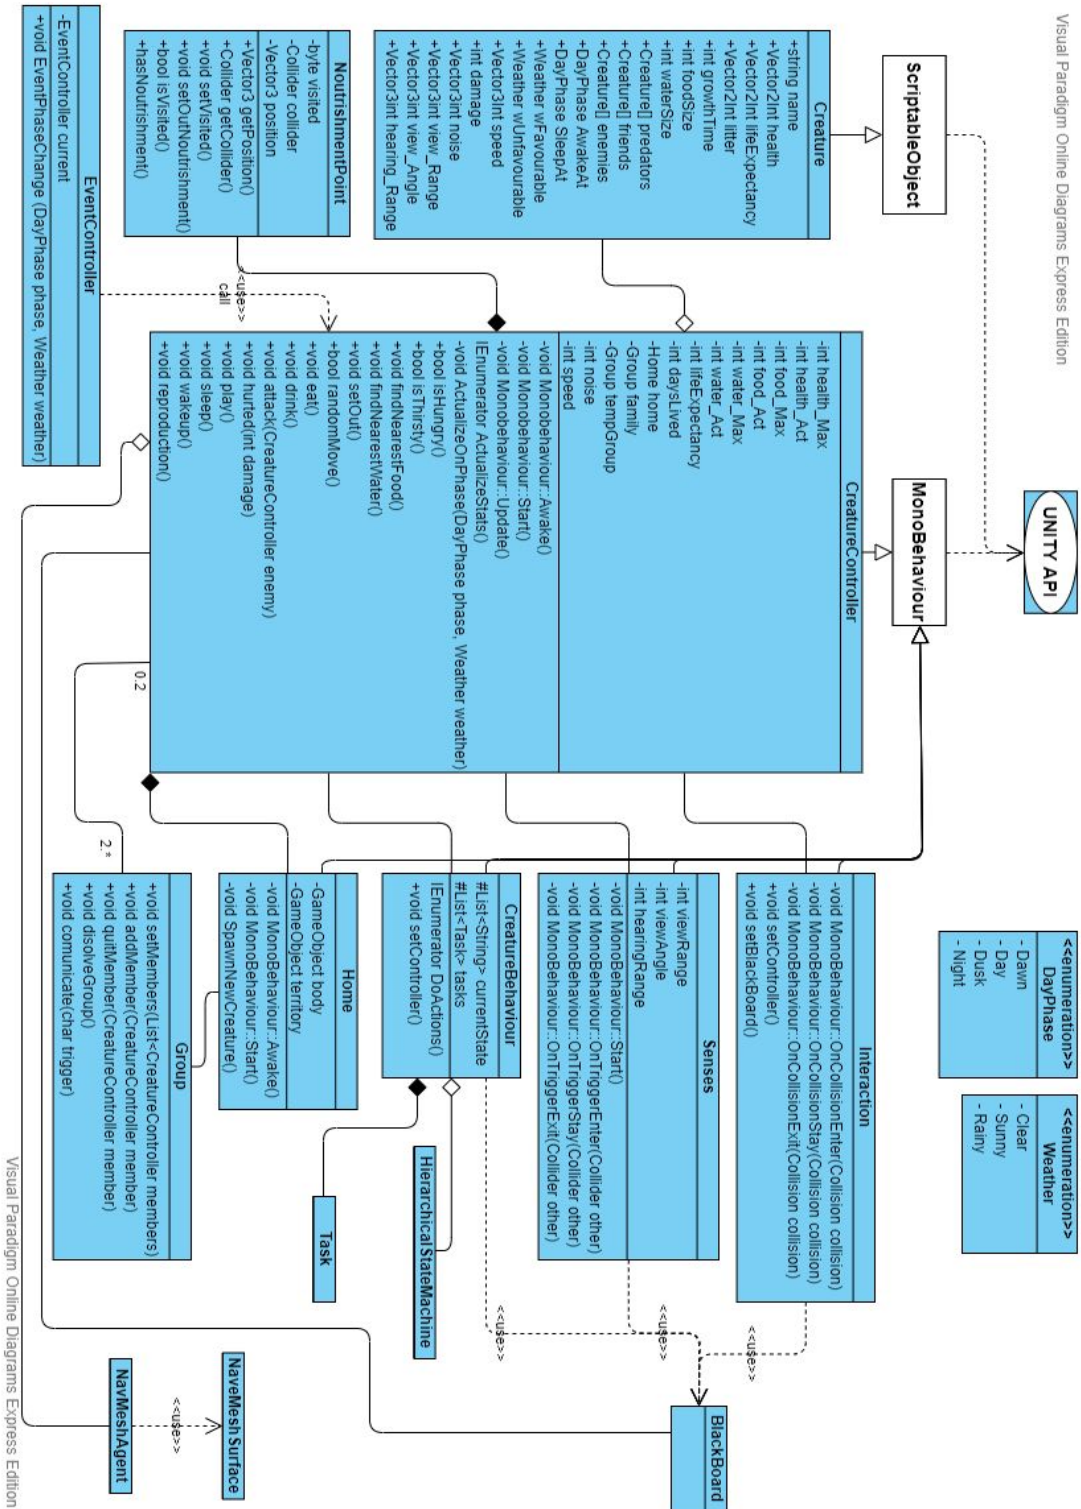 Visual Paradigm Online Diagrams Express Edition
UNITY API
ScriptableObject
MonoBehaviour
<<enumeration>>
DayPhase
- Dawn
- Day
- Dusk
- Night
<<enumeration>>
Weather
- Clear
- Sunny
- Rainy
Creature
+string name
+Vector2Int health
+Vector2Int lifeExpectancy
+Vector2Int litter
+int growthTime
+int foodSize
+int waterSize
+Creature[] predators
+Creature[] friends
+Creature[] enemies
+DayPhase AwakeAt
+DayPhase SleepAt
+Weather wFavourable
+Weather wUnfavourable
+Vector3Int speed
+int damage
+Vector3int noise
+Vector3int view_Range
+Vector3int view_Angle
+Vector3int hearing_Range
CreatureController
-int health_Max
-int health_Act
-int food_Max
-int food_Act
-int water_Max
-int water_Act
-int lifeExpectancy
-int daysLived
-Home home
-Group family
-Group tempGroup
-int noise
-int speed
-void Monobehaviour::Awake()
-void Monobehaviour::Start()
-void Monobehaviour::Update()
IEnumerator ActualizeStats()
-void ActualizeOnPhase(DayPhase phase, Weather weather)
+bool isHungry()
+bool isThirsty()
+void findNearestFood()
+void findNearestWater()
+void setOut()
+bool randomMove()
+void eat()
+void drink()
+void attack(CreatureController enemy)
+void hurted(int damage)
+void play()
+void sleep()
+void wakeup()
+void reproduction()
Interaction
-void MonoBehaviour::OnCollisionEnter(Collision collision)
-void MonoBehaviour::OnCollisionStay(Collision collision)
-void MonoBehaviour::OnCollisionExit(Collision collision)
+void setController()
+void setBlackBoard()
<<use>>
BlackBoard
Senses
-int viewRange
-int viewAngle
-int hearingRange
-void MonoBehaviour::Start()
-void MonoBehaviour::OnTriggerEnter(Collider other)
-void MonoBehaviour::OnTriggerStay(Collider other)
-void MonoBehaviour::OnTriggerExit(Collider other)
<<use>>
CreatureBehaviour
#List<String> currentState
#List<Task> tasks
IEnumerator DoActions()
+void setController()
<<use>>
HierarchicalStateMachine
Task
NoutrishmentPoint
-byte visited
-Collider collider
-Vector3 position
+Vector3 getPosition()
+Collider getCollider()
+void setVisited()
+void setOutNoutrishment()
+bool isVisited()
+hasNoutrishment()
<<use>>
call
Home
-GameObject body
-GameObject territory
-void MonoBehaviour::Awake()
-void MonoBehaviour::Start()
-void SpawnNewCreature()
NaveMeshSurface
<<use>>
NavMeshAgent
Group
+void setMembers(List<CreatureController members)
+void addMember(CreatureController member)
+void quitMember(CreatureController member)
+void disolveGroup()
+void comunicate(char trigger)
0.2
2.*
EventController
-EventController current
+void EventPhaseChange (DayPhase phase, Weather weather)
Visual Paradigm Online Diagrams Express Edition